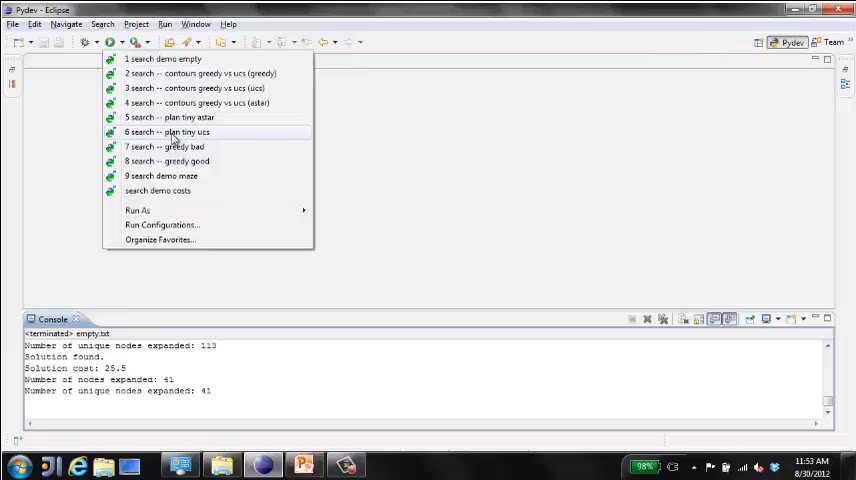 Pydev - Eclipse
File Edit Navigate Search Project Run Window Help
Pydev Team
1 search demo empty
2 search -- contours greedy vs ucs (greedy)
3 search -- contours greedy vs ucs (ucs)
4 search -- contours greedy vs ucs (astar)
5 search -- plan tiny astar
6 search -- plan tiny ucs
7 search -- greedy bad
8 search -- greedy good
9 search demo maze
search demo costs
Run As
Run Configurations...
Organize Favorites...
Console
<terminated> empty.txt
Number of unique nodes expanded: 113
Solution found.
Solution cost: 25.5
Number of nodes expanded: 41
Number of unique nodes expanded: 41
98%
11:53 AM
8/30/2012